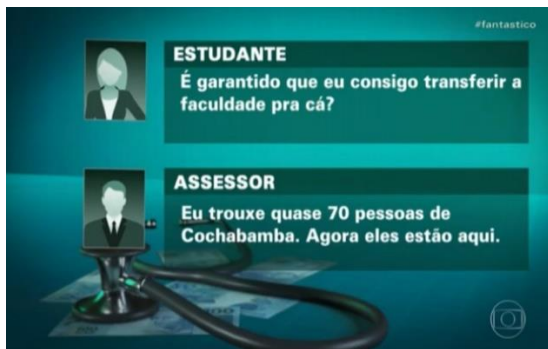 #fantastico
ESTUDANTE
É garantido que eu consigo transferir a
faculdade pra cá?
ASSESSOR
Eu trouxe quase 70 pessoas de
Cochabamba. Agora eles estão aqui.